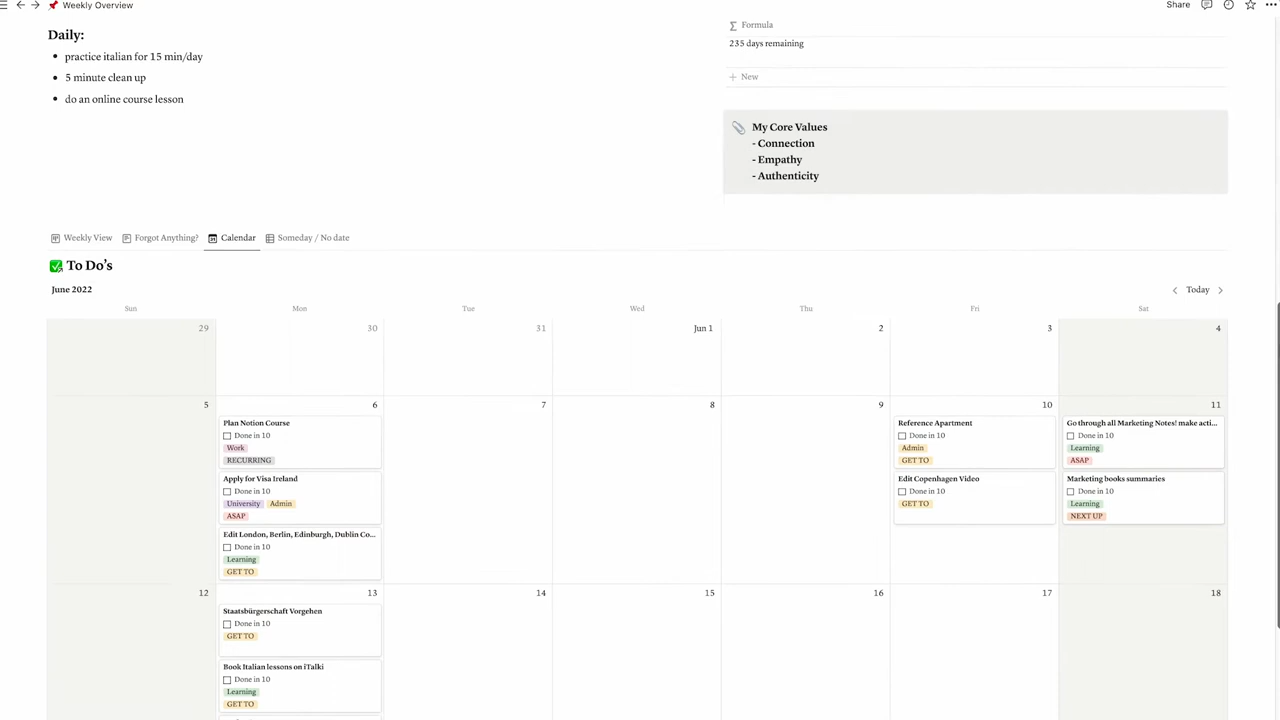 Weekly Overview
Share
Daily:
practice italian for 15 min/day
5 minute clean up
do an online course lesson
Formula
235 days remaining
New
My Core Values
- Connection
- Empathy
- Authenticity
Weekly View
Forgot Anything?
Calendar
Someday / No date
To Do's
June 2022
Today
Sun Mon Tue Wed Thu Fri Sat
29 30 31 Jun 1 2 3 4
5 6 7 8 9 10 11
Plan Notion Course
Done in 10
Work
RECURRING
Apply for Visa Ireland
Done in 10
University Admin
ASAP
Edit London, Berlin, Edinburgh, Dublin Co...
Done in 10
Learning
GET TO
Reference Apartment
Done in 10
Admin
GET TO
Edit Copenhagen Video
Done in 10
GET TO
Go through all Marketing Notes! make acti...
Done in 10
Learning
ASAP
Marketing books summaries
Done in 10
Learning
NEXT UP
12 13 14 15 16 17 18
Staatsbürgerschaft Vorgehen
Done in 10
GET TO
Book Italian lessons on iTalki
Done in 10
Learning
GET TO